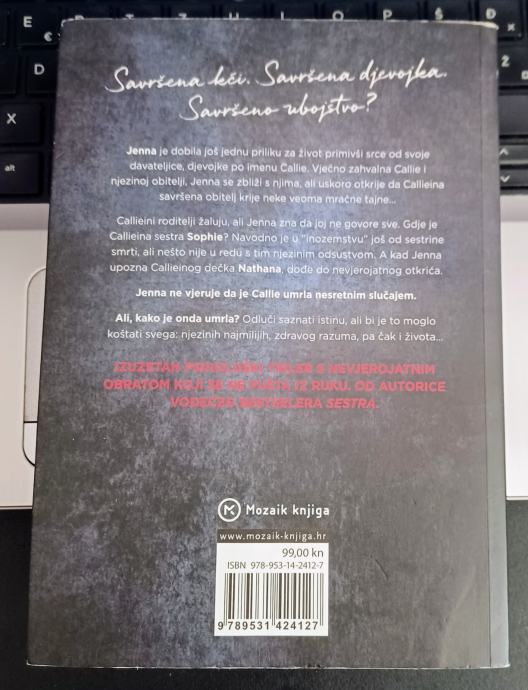 E
€
I
O
P
Š
Đ
D
Ž
X
alt
Savršena kći. Savršena djevojka.
Savršeno ubojstvo?
Jenna je dobila još jednu priliku za život primivši srce od svoje
davateljice, djevojke po imenu Callie. Vječno zahvalna Callie i
njezinoj obitelji, Jenna se zbliži s njima, ali uskoro otkrije da Callieina
savršena obitelj krije neke veoma mračne tajne...
Callieini roditelji žaluju, ali Jenna zna da joj ne govore sve. Gdje je
Callieina sestra Sophie? Navodno je u "inozemstvu" još od sestrine
smrti, ali nešto nije u redu s tim njezinim odsustvom. A kad Jenna
upozna Callieinog dečka Nathana, dođe do nevjerojatnog otkrića.
Jenna ne vjeruje da je Callie umrla nesretnim slučajem.
Ali, kako je onda umrla? Odluči saznati istinu, ali bi je to moglo
koštati svega: njezinih najmilijih, zdravog razuma, pa čak i života...
IZUZETAN PSIHOLOŠKI TRILER S NEVJEROJATNIM
OBRATOM KOJI SE NE PUŠTA IZ RUKU. OD AUTORICE
VODEĆEG BESTSELERA SESTRA.
Mozaik knjiga
www.mozaik-knjiga.hr
99,00 kn
ISBN 978-953-14-2412-7
9 789531 424127